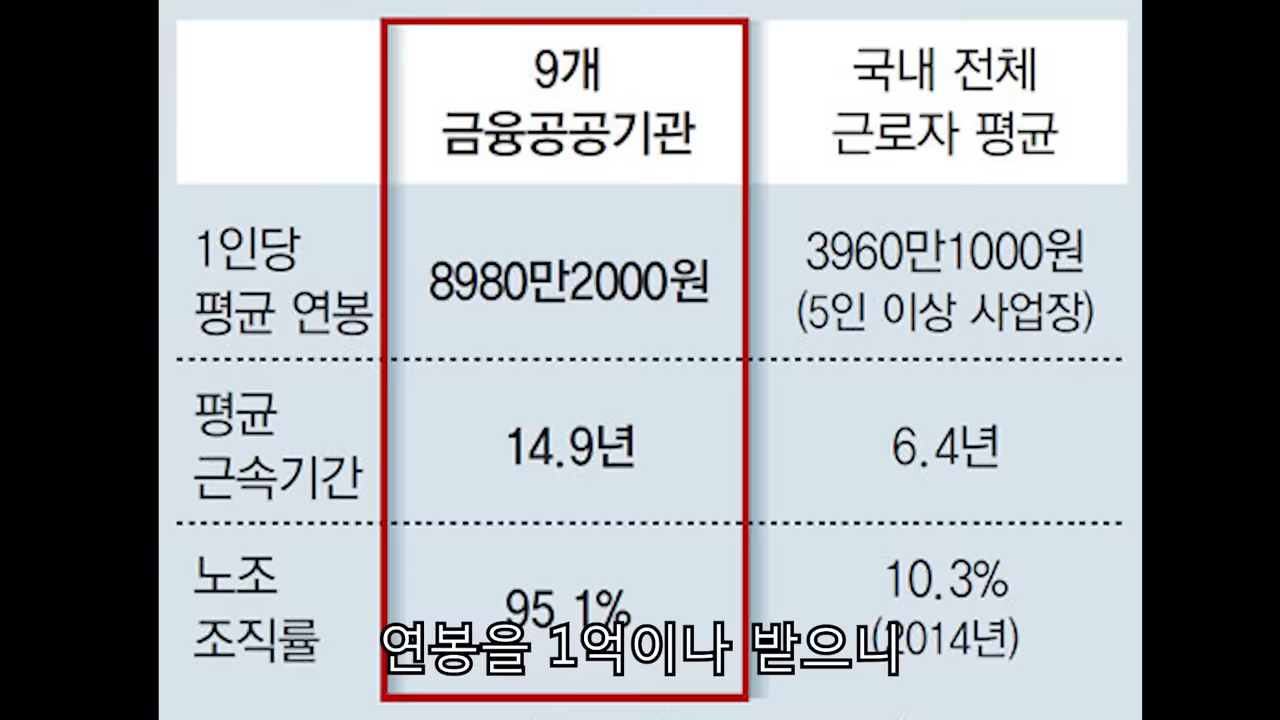 9개
금융공공기관
국내 전체
근로자 평균
1인당
평균 연봉
8980만2000원
3960만1000원
(5인 이상 사업장)
평균
근속기간
14.9년
6.4년
노조
조직률
95.1%
10.3%
(2014년)
연봉을 1억이나 받으니